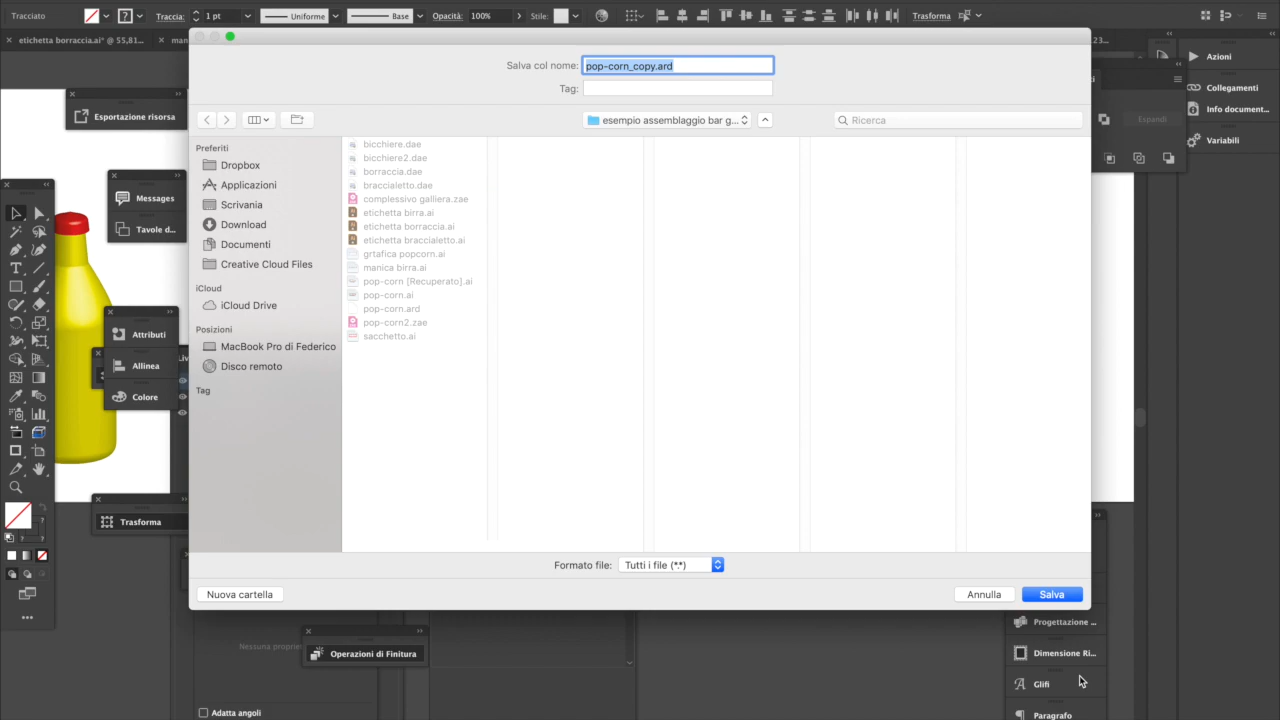 Tracciato
Traccia:
1 pt
Uniforme
Base
Opacità:
100%
Stile:
Trasforma
etichetta borraccia.ai* @ 55,81...
Salva col nome:
pop-corn_copy.ard
Tag:
esempio assemblaggio bar g...
Ricerca
Azioni
Collegamenti
Info document...
Variabili
Espandi
Esportazione risorsa
Messages
Tavole d...
Attributi
Allinea
Colore
Trasforma
Preferiti
Dropbox
Applicazioni
Scrivania
Download
Documenti
Creative Cloud Files
iCloud
iCloud Drive
Posizioni
MacBook Pro di Federico
Disco remoto
Tag
bicchiere.dae
bicchiere2.dae
borraccia.dae
braccialetto.dae
complessivo galliera.zae
etichetta birra.ai
etichetta borraccia.ai
etichetta braccialetto.ai
grtafica popcorn.ai
manica birra.ai
pop-corn [Recuperato].ai
pop-corn.ai
pop-corn.ard
pop-corn2.zae
sacchetto.ai
Formato file:
Tutti i file (*.*)
Nuova cartella
Annulla
Salva
Nessuna propriet
Operazioni di Finitura
Adatta angoli
Progettazione ...
Dimensione Ri...
Glifi
Paragrafo